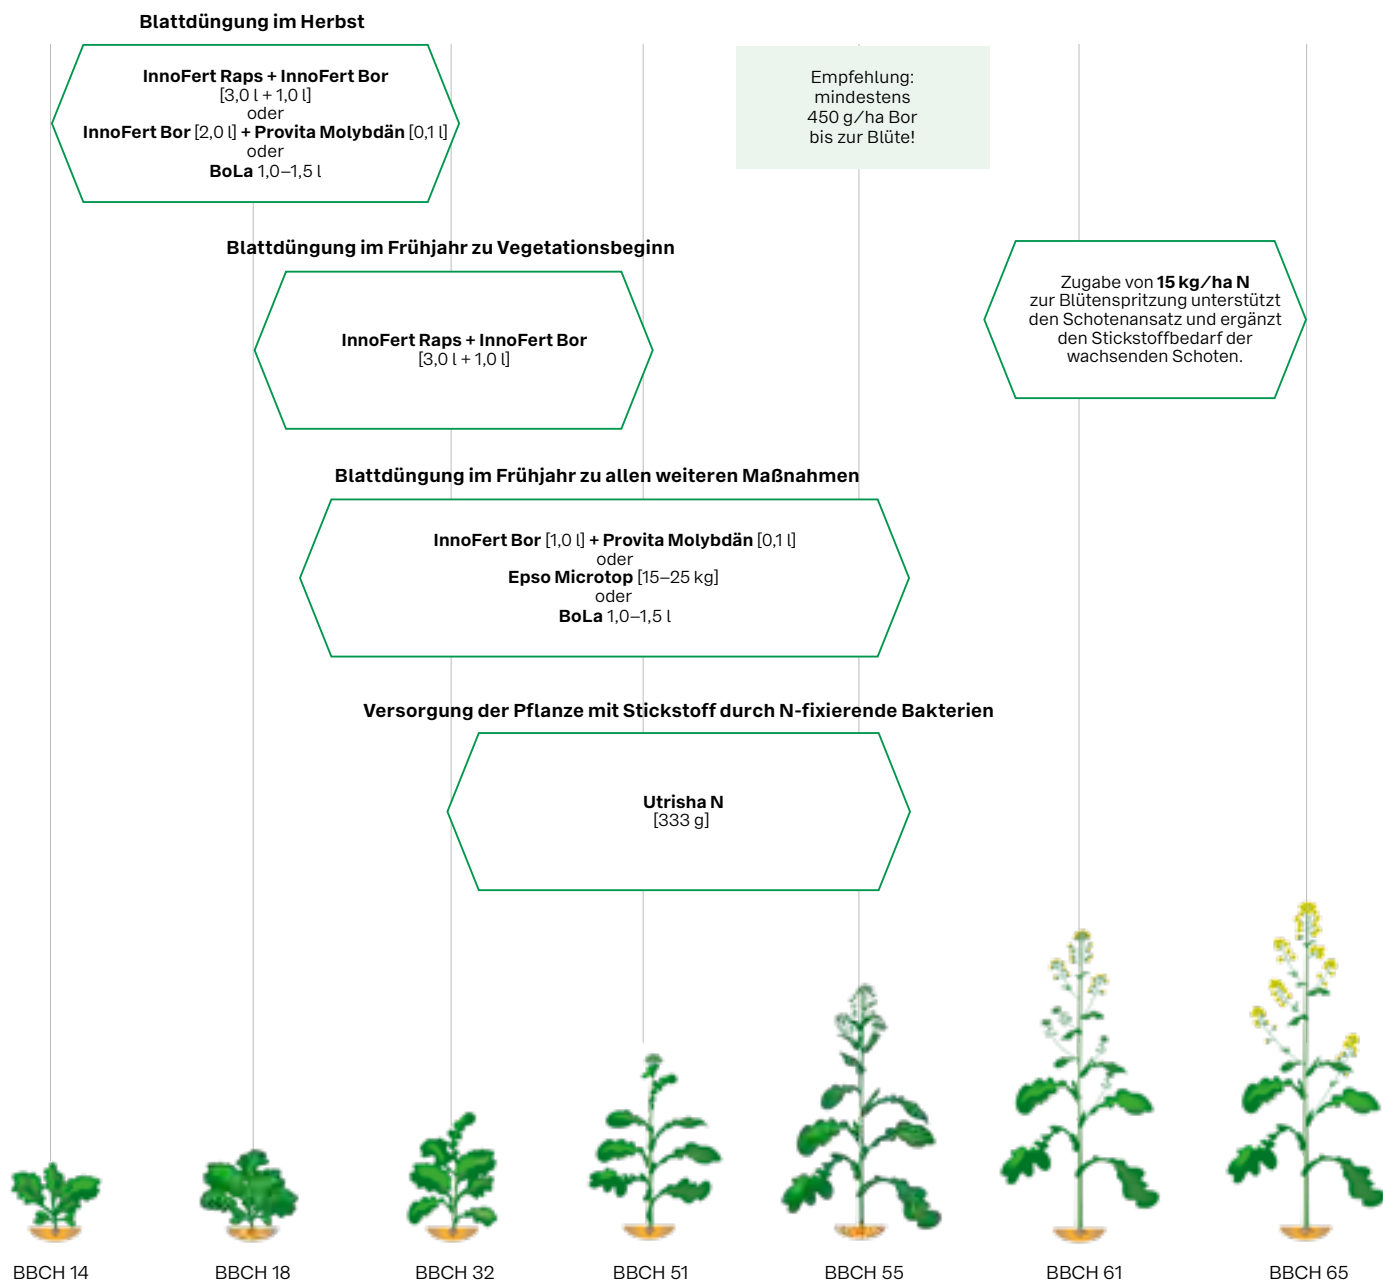 Blattdüngung im Herbst
InnoFert Raps + InnoFert Bor
[3,0 l + 1,0 l]
oder
InnoFert Bor [2,0 l] + Provita Molybdän [0,1 l]
oder
BoLa 1,0–1,5 l
Empfehlung:
mindestens
450 g/ha Bor
bis zur Blüte!
Blattdüngung im Frühjahr zu Vegetationsbeginn
InnoFert Raps + InnoFert Bor
[3,0 l + 1,0 l]
Zugabe von 15 kg/ha N
zur Blütenspritzung unterstützt
den Schotenansatz und ergänzt
den Stickstoffbedarf der
wachsenden Schoten.
Blattdüngung im Frühjahr zu allen weiteren Maßnahmen
InnoFert Bor [1,0 l] + Provita Molybdän [0,1 l]
oder
Epso Microtop [15–25 kg]
oder
BoLa 1,0–1,5 l
Versorgung der Pflanze mit Stickstoff durch N-fixierende Bakterien
Utrisha N
[333 g]
BBCH 14 BBCH 18 BBCH 32 BBCH 51 BBCH 55 BBCH 61 BBCH 65